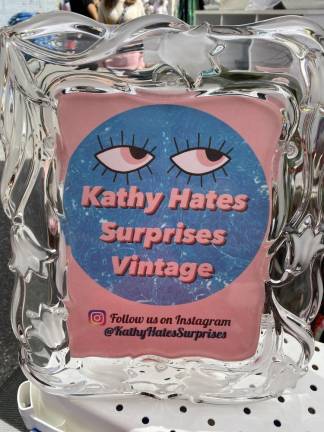 Kathy Hates
Surprises
Vintage
Follow us on Instagram
@KathyHatesSurprises